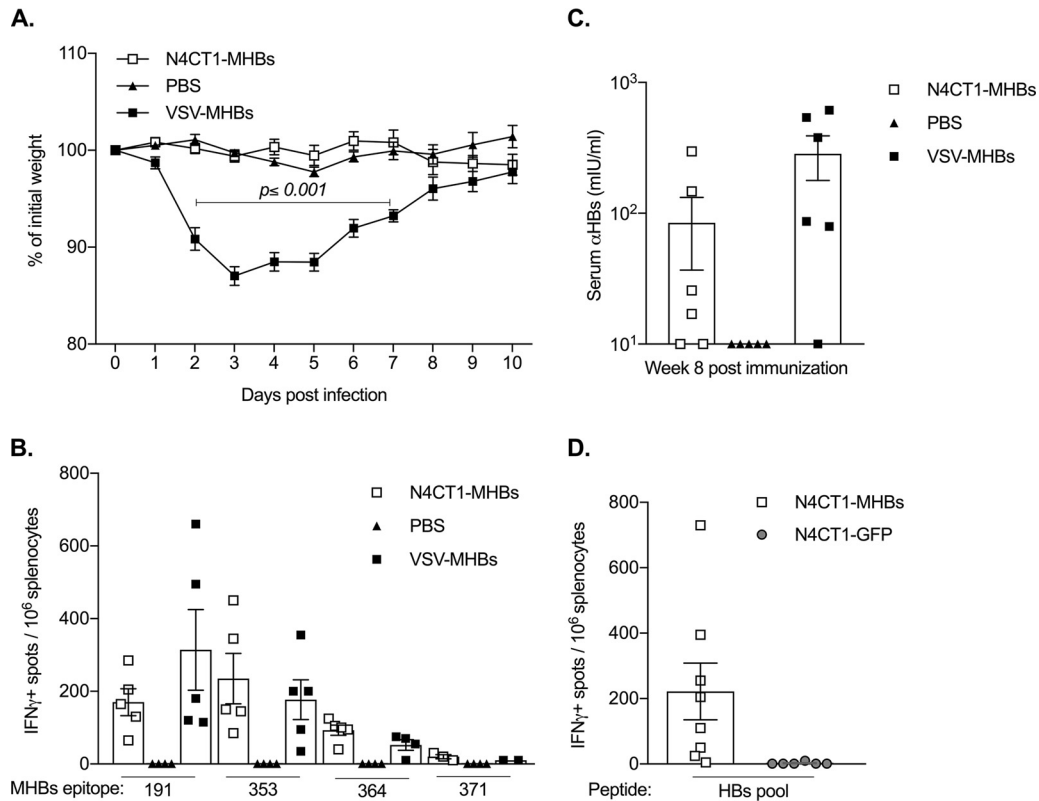 A.
110
100
90
80
% of initial weight
N4CT1-MHBs
PBS
VSV-MHBs
p≤ 0.001
0 1 2 3 4 5 6 7 8 9 10
Days post infection
C.
10³
10²
10¹
Serum αHBs (mIU/ml)
N4CT1-MHBs
PBS
VSV-MHBs
Week 8 post immunization
B.
800
600
400
200
0
IFNγ+ spots / 10⁶ splenocytes
N4CT1-MHBs
PBS
VSV-MHBs
MHBs epitope: 191 353 364 371
D.
800
600
400
200
0
IFNγ+ spots / 10⁶ splenocytes
N4CT1-MHBs
N4CT1-GFP
Peptide: HBs pool